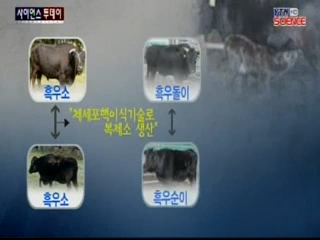 사이언스 투데이
YTN HD
SCIENCE
흑우소
흑우돌이
"체세포핵이식기술로
복제소 생산"
흑우소
흑우순이